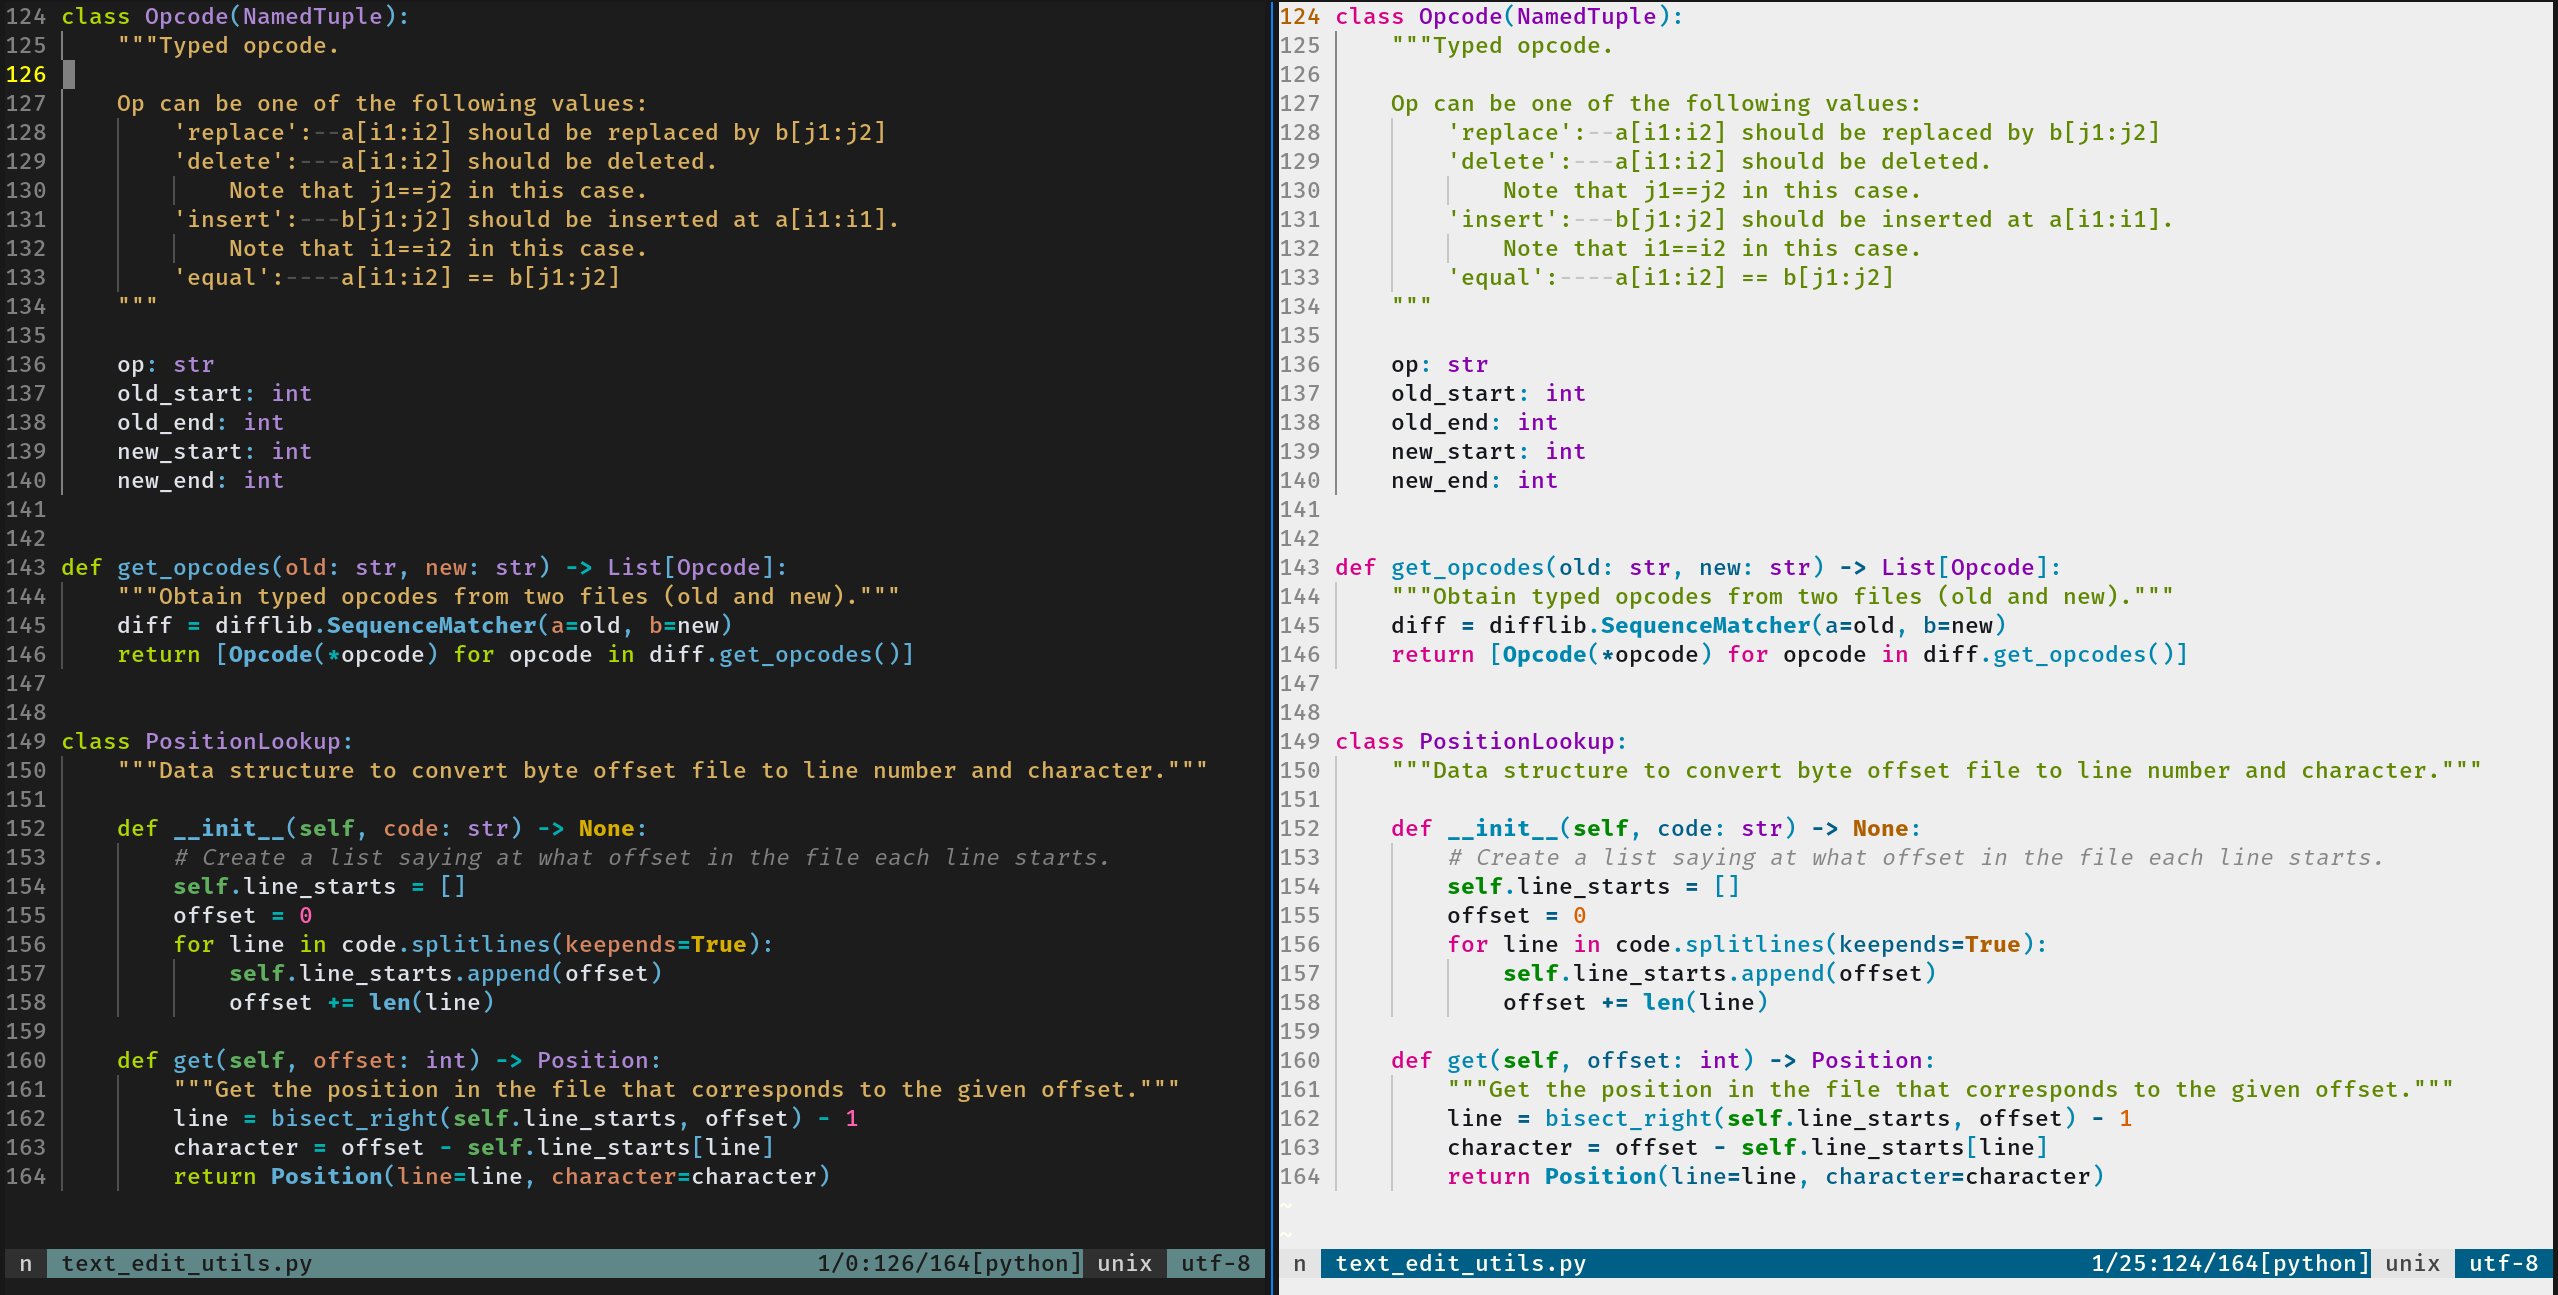 124 class Opcode(NamedTuple):
125     """Typed opcode.
126
127     Op can be one of the following values:
128         'replace':--a[i1:i2] should be replaced by b[j1:j2]
129         'delete':---a[i1:i2] should be deleted.
130             Note that j1==j2 in this case.
131         'insert':---b[j1:j2] should be inserted at a[i1:i1].
132             Note that i1==i2 in this case.
133         'equal':----a[i1:i2] == b[j1:j2]
134     """
135
136     op: str
137     old_start: int
138     old_end: int
139     new_start: int
140     new_end: int
141
142
143 def get_opcodes(old: str, new: str) -> List[Opcode]:
144     """Obtain typed opcodes from two files (old and new)."""
145     diff = difflib.SequenceMatcher(a=old, b=new)
146     return [Opcode(*opcode) for opcode in diff.get_opcodes()]
147
148
149 class PositionLookup:
150     """Data structure to convert byte offset file to line number and character."""
151
152     def __init__(self, code: str) -> None:
153         # Create a list saying at what offset in the file each line starts.
154         self.line_starts = []
155         offset = 0
156         for line in code.splitlines(keepends=True):
157             self.line_starts.append(offset)
158             offset += len(line)
159
160     def get(self, offset: int) -> Position:
161         """Get the position in the file that corresponds to the given offset."""
162         line = bisect_right(self.line_starts, offset) - 1
163         character = offset - self.line_starts[line]
164         return Position(line=line, character=character)
n text_edit_utils.py 1/0:126/164[python] unix utf-8
124 class Opcode(NamedTuple):
125     """Typed opcode.
126
127     Op can be one of the following values:
128         'replace':--a[i1:i2] should be replaced by b[j1:j2]
129         'delete':---a[i1:i2] should be deleted.
130             Note that j1==j2 in this case.
131         'insert':---b[j1:j2] should be inserted at a[i1:i1].
132             Note that i1==i2 in this case.
133         'equal':----a[i1:i2] == b[j1:j2]
134     """
135
136     op: str
137     old_start: int
138     old_end: int
139     new_start: int
140     new_end: int
141
142
143 def get_opcodes(old: str, new: str) -> List[Opcode]:
144     """Obtain typed opcodes from two files (old and new)."""
145     diff = difflib.SequenceMatcher(a=old, b=new)
146     return [Opcode(*opcode) for opcode in diff.get_opcodes()]
147
148
149 class PositionLookup:
150     """Data structure to convert byte offset file to line number and character."""
151
152     def __init__(self, code: str) -> None:
153         # Create a list saying at what offset in the file each line starts.
154         self.line_starts = []
155         offset = 0
156         for line in code.splitlines(keepends=True):
157             self.line_starts.append(offset)
158             offset += len(line)
159
160     def get(self, offset: int) -> Position:
161         """Get the position in the file that corresponds to the given offset."""
162         line = bisect_right(self.line_starts, offset) - 1
163         character = offset - self.line_starts[line]
164         return Position(line=line, character=character)
~
~
n text_edit_utils.py 1/25:124/164[python] unix utf-8